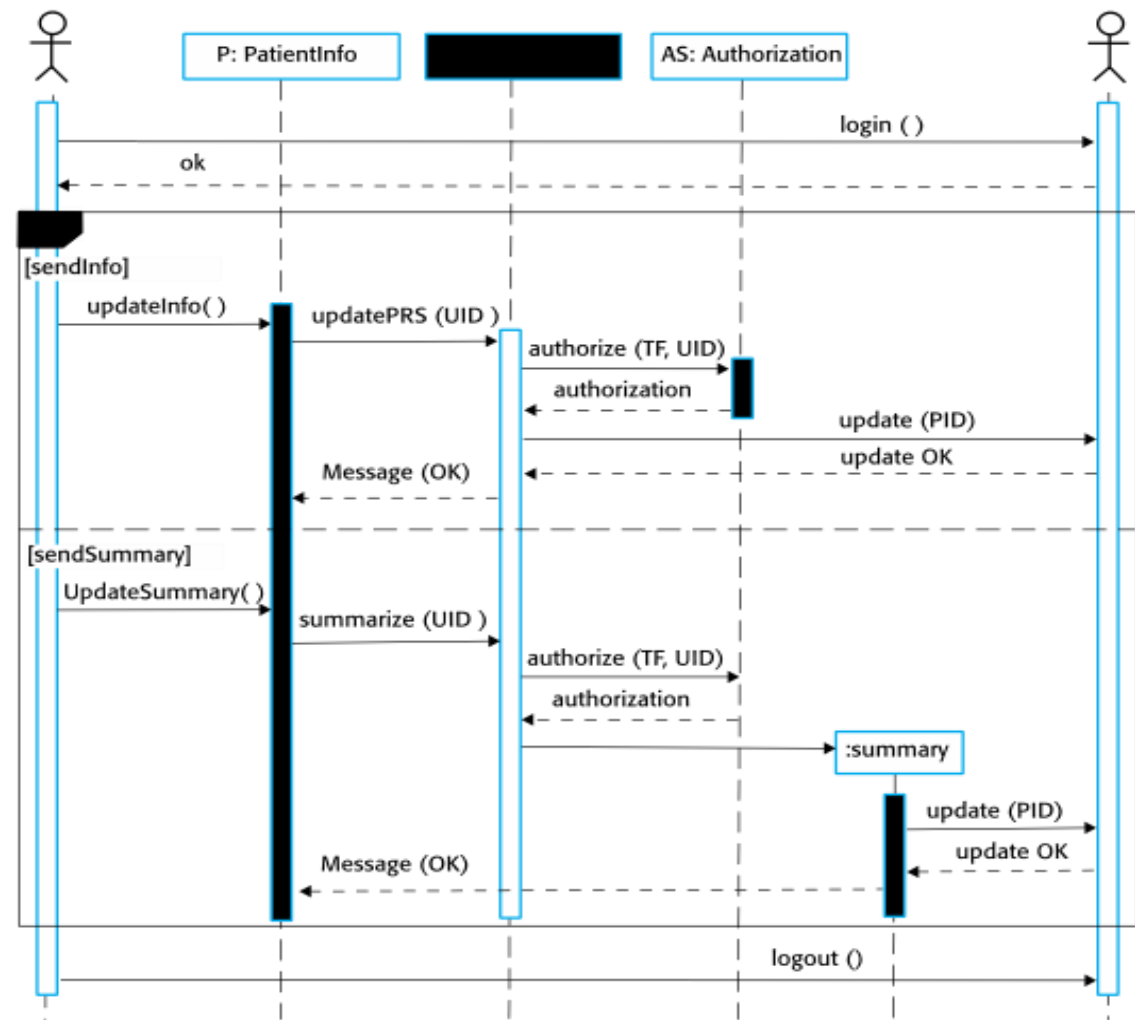 P: PatientInfo
AS: Authorization
login ( )
ok
[sendInfo]
updateInfo( )
updatePRS (UID )
authorize (TF, UID)
authorization
update (PID)
update OK
Message (OK)
[sendSummary]
UpdateSummary( )
summarize (UID )
authorize (TF, UID)
authorization
:summary
update (PID)
update OK
Message (OK)
logout ()